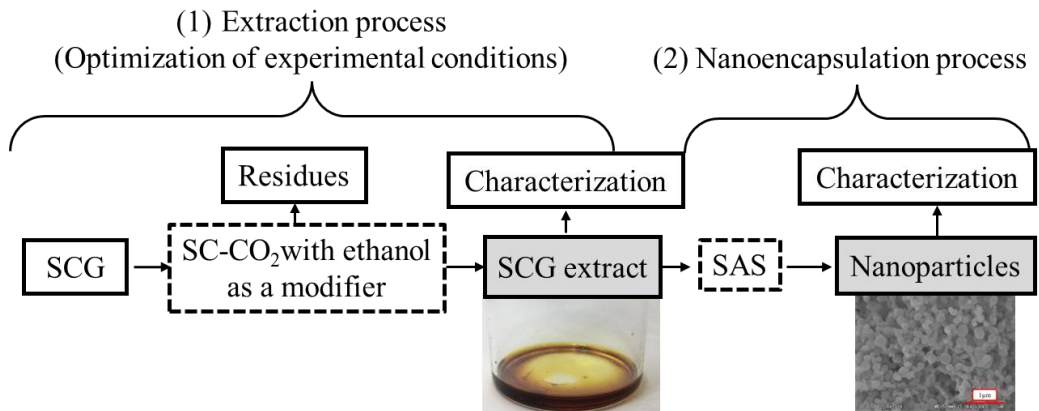 (1) Extraction process
(Optimization of experimental conditions)
(2) Nanoencapsulation process
Residues
Characterization
Characterization
SCG
SC-CO₂with ethanol
as a modifier
SCG extract
SAS
Nanoparticles
1μm